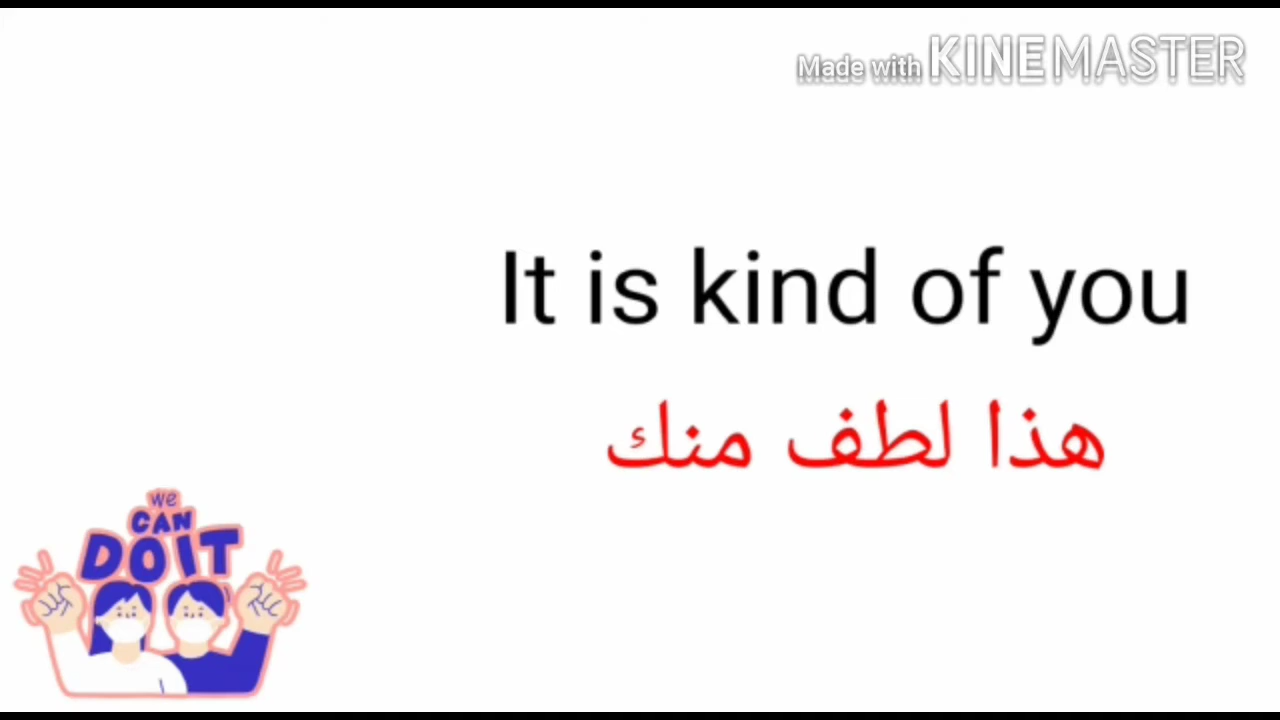 Made with KINEMASTER
It is kind of you
هذا لطف منك
we
CAN
DO IT